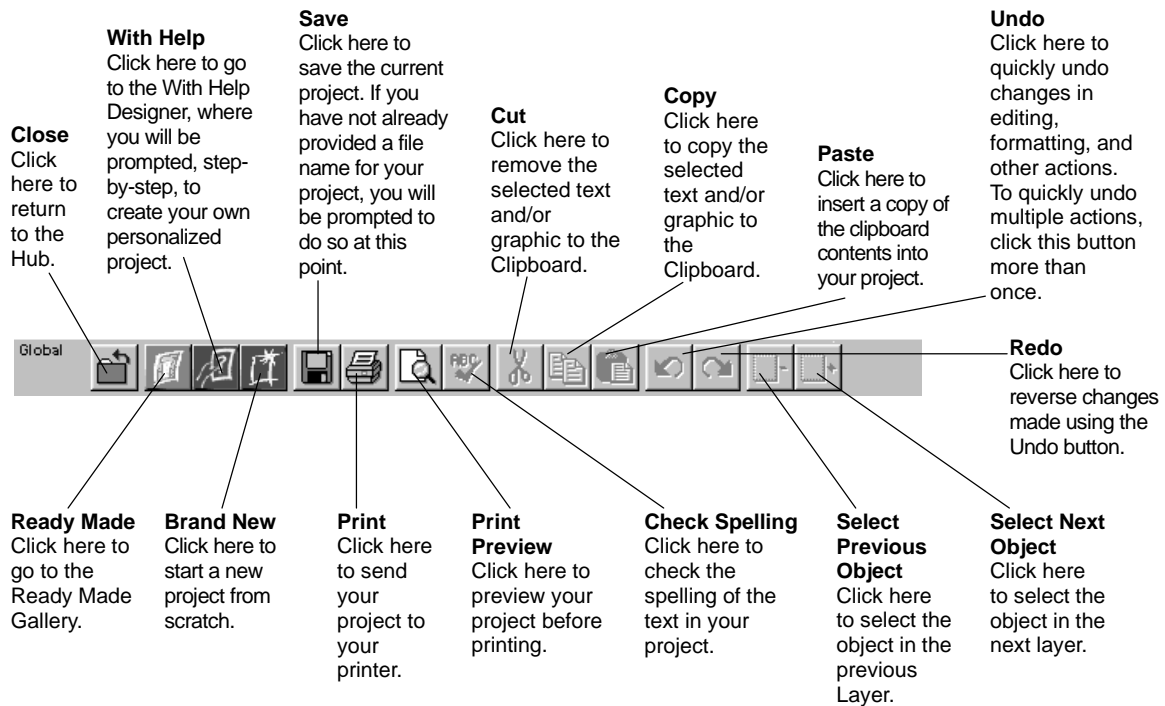 Close
Click
here to
return
to the
Hub.
With Help
Click here to go
to the With Help
Designer, where
you will be
prompted, step-
by-step, to
create your own
personalized
project.
Save
Click here to
save the current
project. If you
have not already
provided a file
name for your
project, you will
be prompted to
do so at this
point.
Cut
Click here to
remove the
selected text
and/or
graphic to the
Clipboard.
Copy
Click here
to copy the
selected
text and/or
graphic to
the
Clipboard.
Paste
Click here to
insert a copy of
the clipboard
contents into
your project.
Undo
Click here to
quickly undo
changes in
editing,
formatting, and
other actions.
To quickly undo
multiple actions,
click this button
more than
once.
Global
ABC
Redo
Click here to
reverse changes
made using the
Undo button.
Ready Made
Click here to
go to the
Ready Made
Gallery.
Brand New
Click here to
start a new
project from
scratch.
Print
Click here
to send
your
project to
your
printer.
Print
Preview
Click here to
preview your
project before
printing.
Check Spelling
Click here to
check the
spelling of the
text in your
project.
Select
Previous
Object
Click here
to select the
object in the
previous
Layer.
Select Next
Object
Click here
to select the
object in the
next layer.